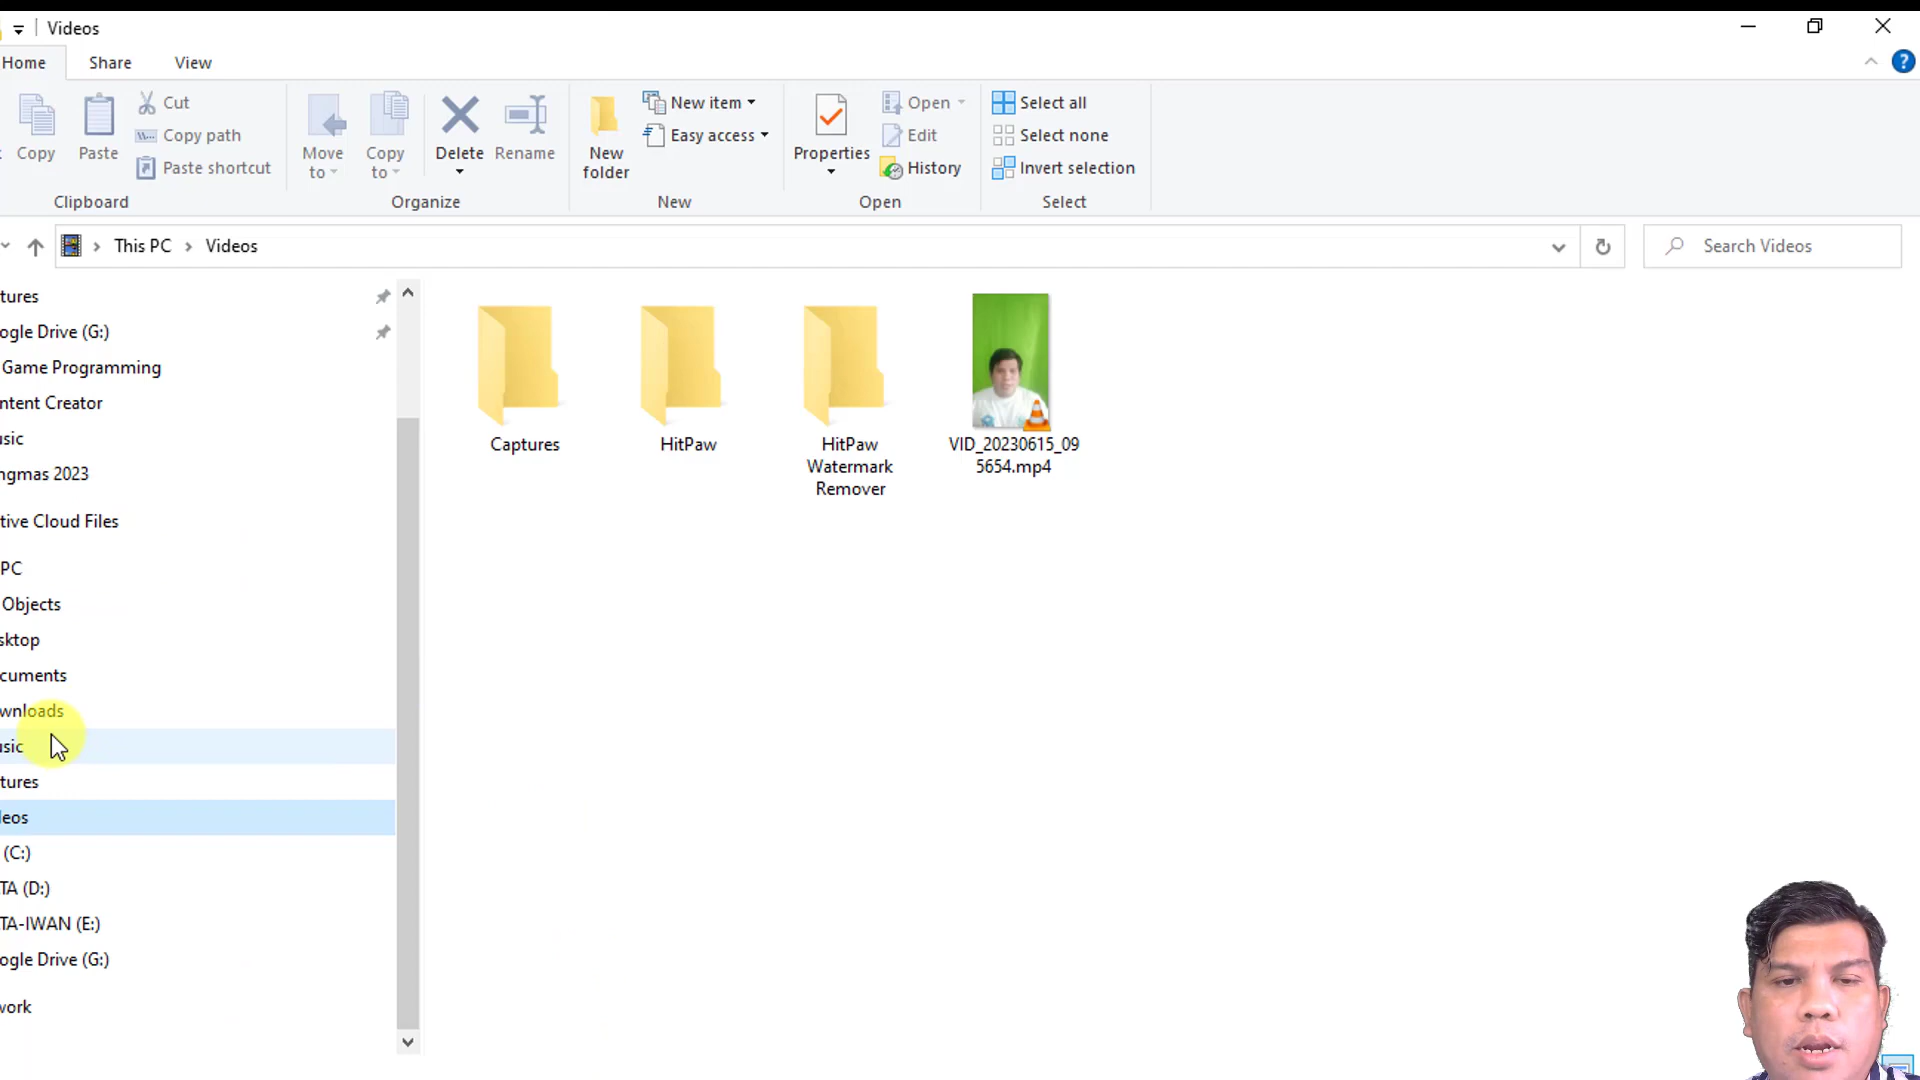 Videos
Home Share View
Copy
Paste
Cut
Copy path
Paste shortcut
Clipboard
Move to
Copy to
Delete
Rename
Organize
New folder
New item
Easy access
New
Properties
Open
Edit
History
Open
Select all
Select none
Invert selection
Select
This PC > Videos
Search Videos
tures
ogle Drive (G:)
Game Programming
ntent Creator
usic
ngmas 2023
tive Cloud Files
PC
Objects
sktop
cuments
wnloads
usic
tures
deos
(C:)
TA (D:)
TA-IWAN (E:)
ogle Drive (G:)
work
Captures
HitPaw
HitPaw
Watermark
Remover
VID_20230615_09
5654.mp4